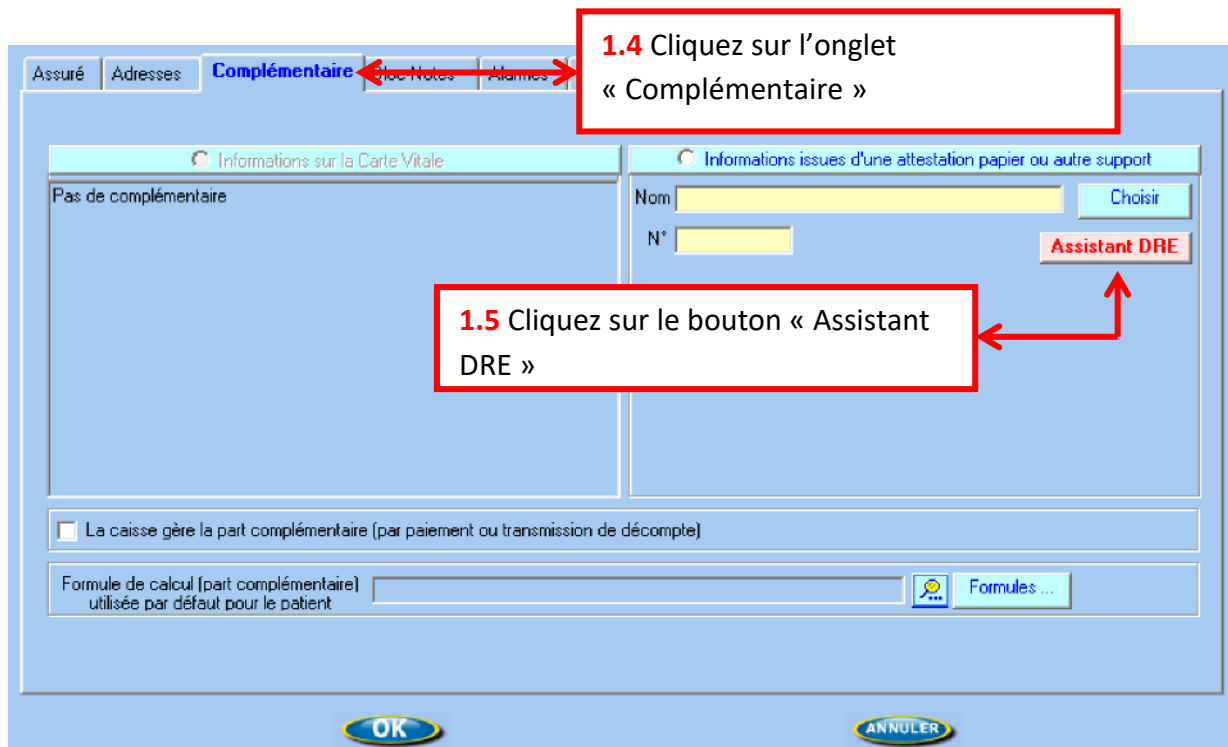 1.4 Cliquez sur l’onglet
« Complémentaire »
Assuré Adresses Complémentaire Bloc Notes Alarmes
Informations sur la Carte Vitale
Informations issues d'une attestation papier ou autre support
Pas de complémentaire
Nom Choisir
N° Assistant DRE
1.5 Cliquez sur le bouton « Assistant
DRE »
La caisse gère la part complémentaire (par paiement ou transmission de décompte)
Formule de calcul (part complémentaire)
utilisée par défaut pour le patient
Formules ...
OK ANNULER